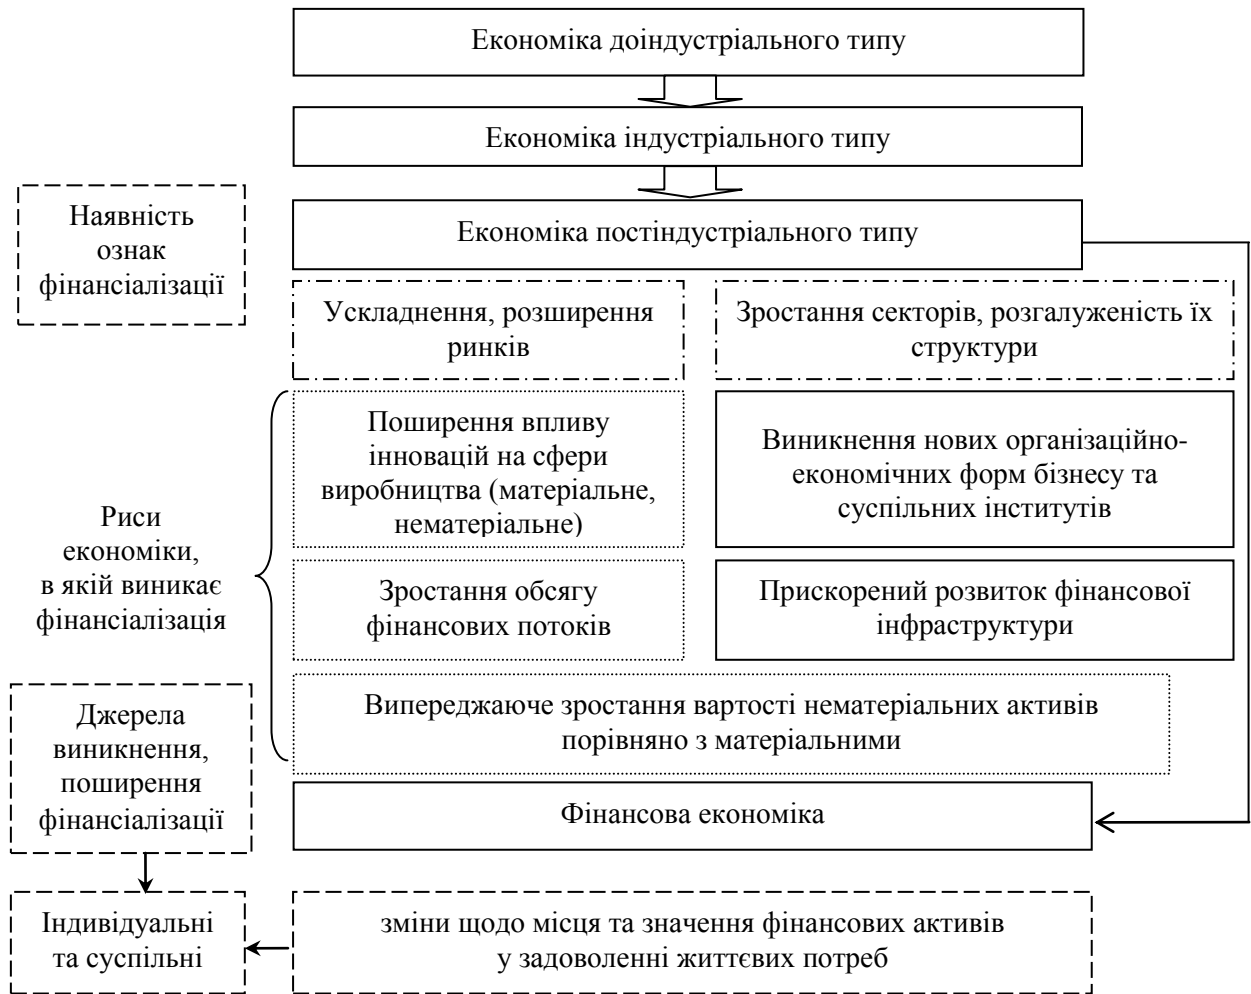 Економіка доіндустріального типу
Економіка індустріального типу
Економіка постіндустріального типу
Наявність
ознак
фінансіалізації
Ускладнення, розширення
ринків
Зростання секторів, розгалуженість їх
структури
Поширення впливу
інновацій на сфери
виробництва (матеріальне,
нематеріальне)
Виникнення нових організаційно-
економічних форм бізнесу та
суспільних інститутів
Риси
економіки,
в якій виникає
фінансіалізація
Зростання обсягу
фінансових потоків
Прискорений розвиток фінансової
інфраструктури
Випереджаюче зростання вартості нематеріальних активів
порівняно з матеріальними
Джерела
виникнення,
поширення
фінансіалізації
Фінансова економіка
Індивідуальні
та суспільні
зміни щодо місця та значення фінансових активів
у задоволенні життєвих потреб